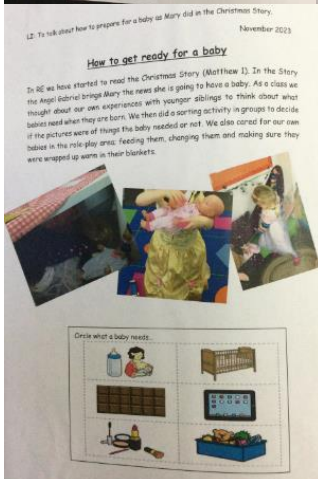 LI: To talk about how to prepare for a baby as Mary did in the Christmas Story.
November 2023
How to get ready for a baby
In RE we have started to read the Christmas Story (Matthew 1). In the Story
the Angel Gabriel brings Mary the news she is going to have a baby. As a class we
thought about our own experiences with younger siblings to think about what
babies need when they are born. We then did a sorting activity in groups to decide
if the pictures were of things the baby needed or not. We also cared for our own
babies in the role-play area; feeding them, changing them and making sure they
were wrapped up warm in their blankets.
Circle what a baby needs.